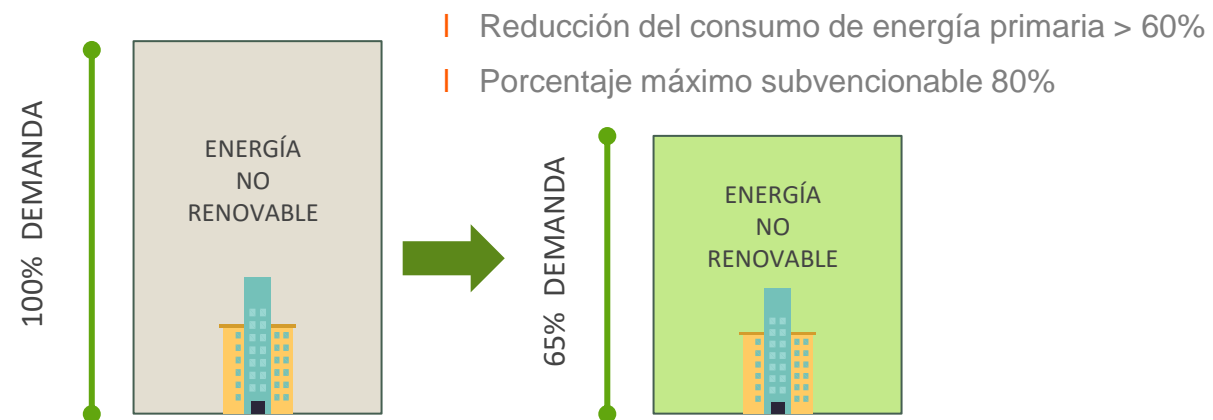 Reducción del consumo de energía primaria > 60%
Porcentaje máximo subvencionable 80%
100% DEMANDA
ENERGÍA
NO
RENOVABLE
65% DEMANDA
ENERGÍA
NO
RENOVABLE